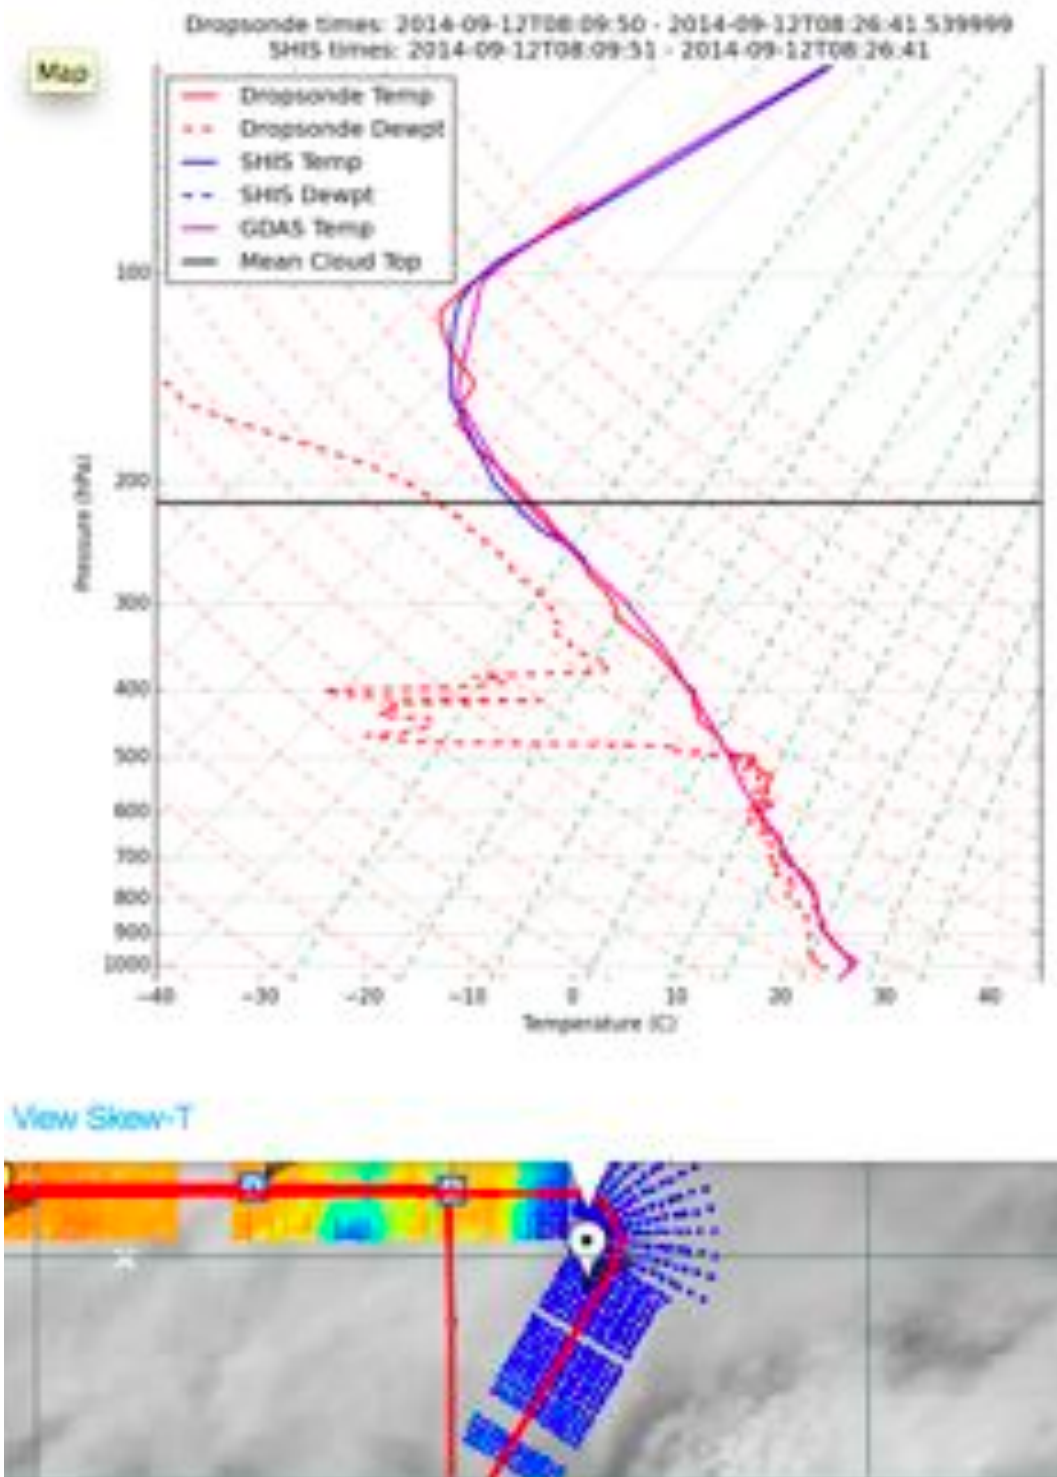 Dropsonde times: 2014-09-12T08:09:50 - 2014-09-12T08:26:41.539999
SHIS times: 2014-09-12T08:09:51 - 2014-09-12T08:26:41
Map
Dropsonde Temp
Dropsonde Dewpt
SHIS Temp
SHIS Dewpt
GDAS Temp
Mean Cloud Top
100
200
300
400
500
600
700
800
900
1000
Pressure (hPa)
−40 −30 −20 −10 0 10 20 30 40
Temperature (C)
View Skew-T